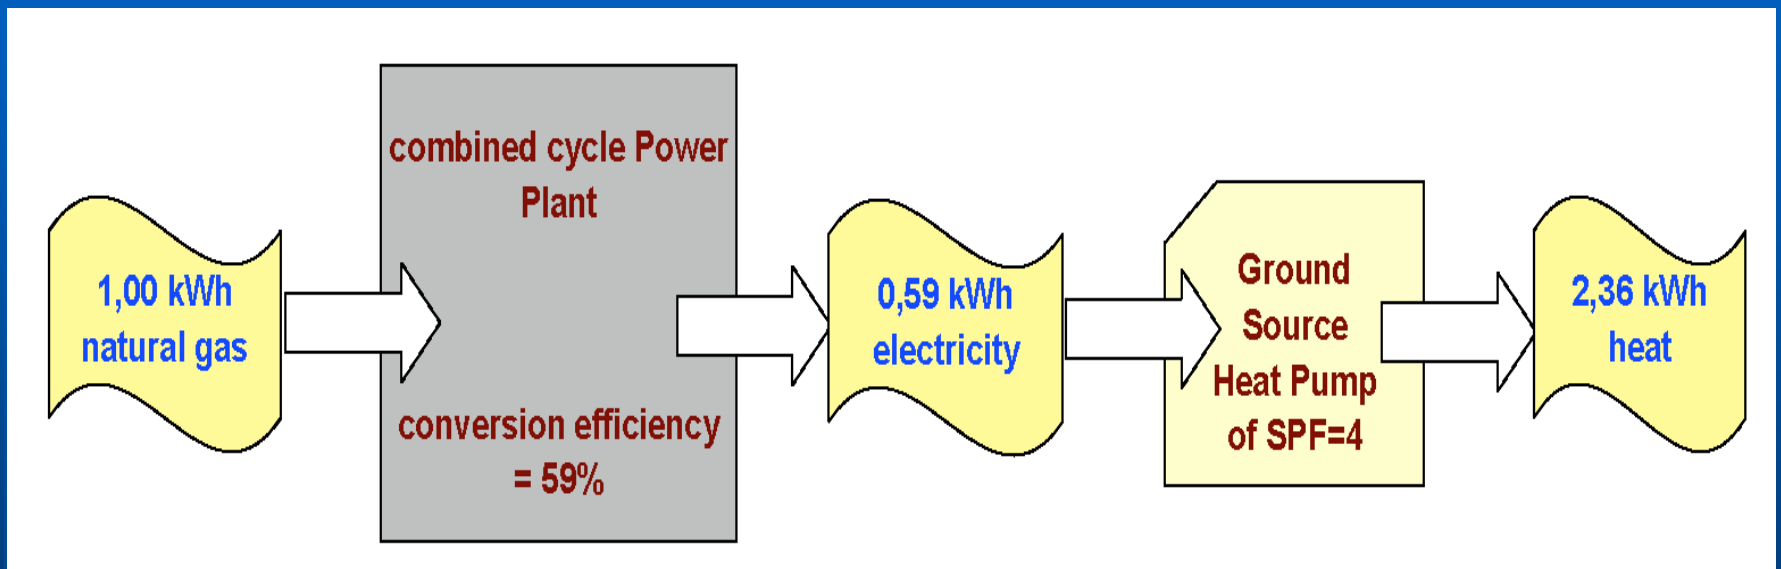 1,00 kWh
natural gas
combined cycle Power
Plant
conversion efficiency
= 59%
0,59 kWh
electricity
Ground
Source
Heat Pump
of SPF=4
2,36 kWh
heat